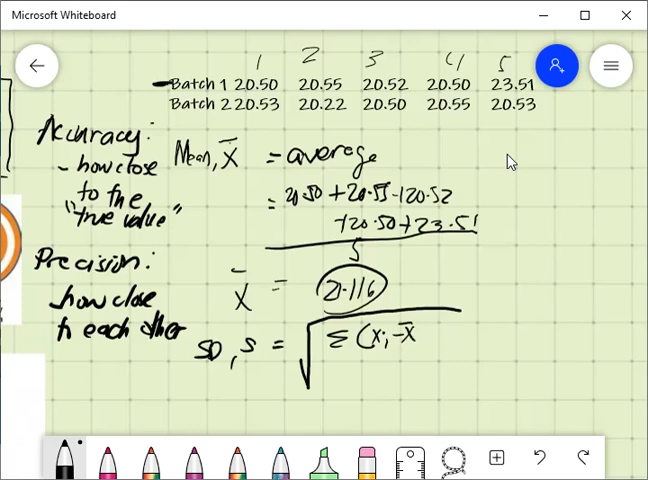 Microsoft Whiteboard
1 2 3 4 5
Batch 1 20.50 20.55 20.52 20.50 23.51
Batch 2 20.53 20.22 20.50 20.55 20.53
Accuracy:
- how close
to the
"true value"
Mean, X̄ = average
= 20.50 + 20.55 + 20.52
+ 20.50 + 23.51
5
Precision:
how close
to each other
X̄ = 21.116
SD, s = √ Σ (xi - x̄